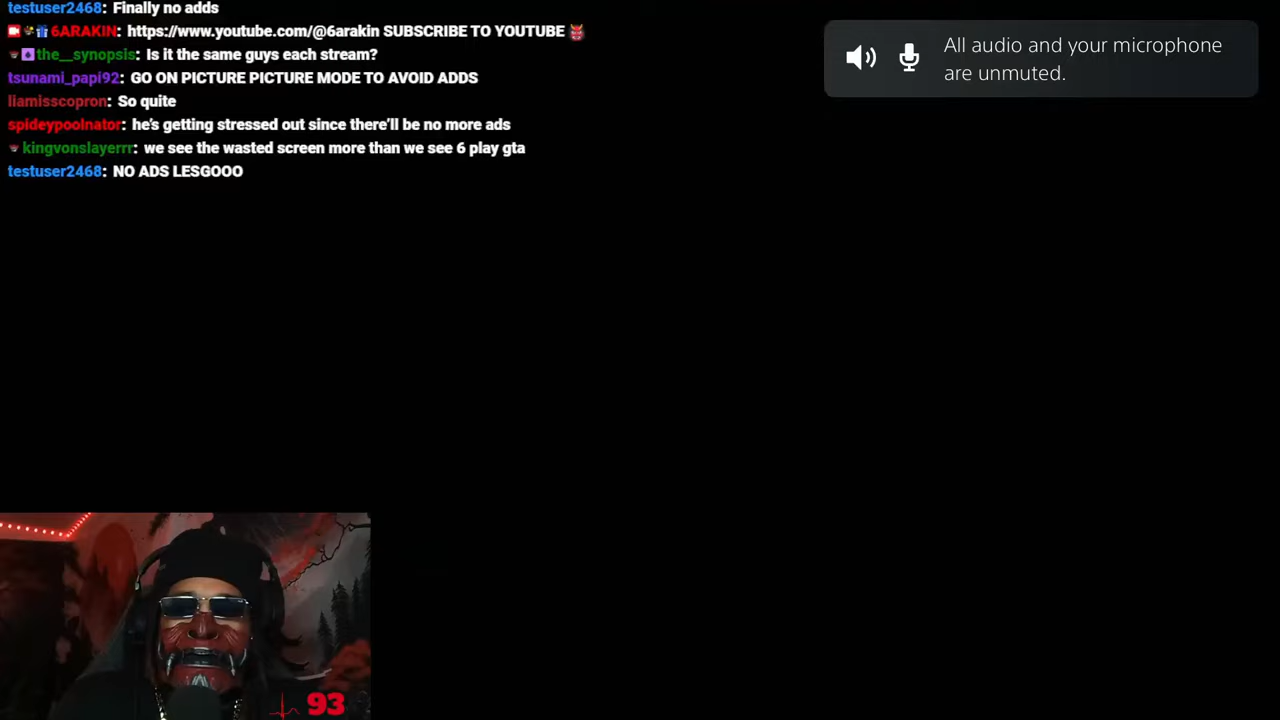 testuser2468: Finally no adds
6ARAKIN: https://www.youtube.com/@6arakin SUBSCRIBE TO YOUTUBE
the__synopsis: Is it the same guys each stream?
tsunami_papi92: GO ON PICTURE PICTURE MODE TO AVOID ADDS
liamisscopron: So quite
spideypoolnator: he's getting stressed out since there'll be no more ads
kingvonslayerrr: we see the wasted screen more than we see 6 play gta
testuser2468: NO ADS LESGOOO
All audio and your microphone
are unmuted.
93